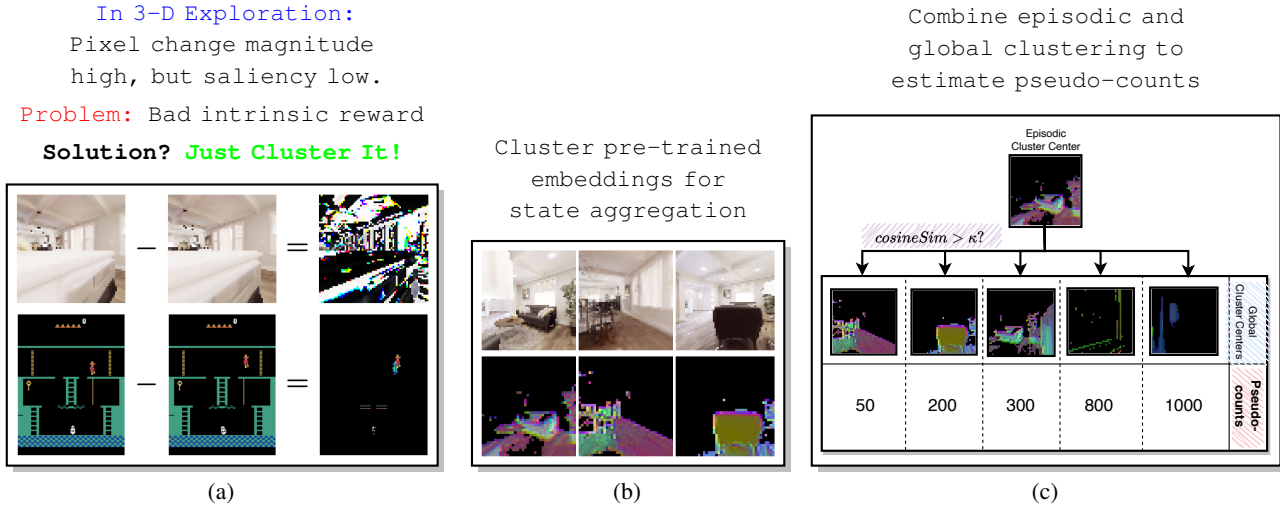 In 3-D Exploration:
Pixel change magnitude
high, but saliency low.
Problem: Bad intrinsic reward
Solution? Just Cluster It!
− =
0 0
− =
(a)
Cluster pre-trained
embeddings for
state aggregation
(b)
Combine episodic and
global clustering to
estimate pseudo-counts
Episodic
Cluster Center
cosineSim > κ?
Global
Cluster Centers
50 200 300 800 1000
Pseudo-
counts
(c)